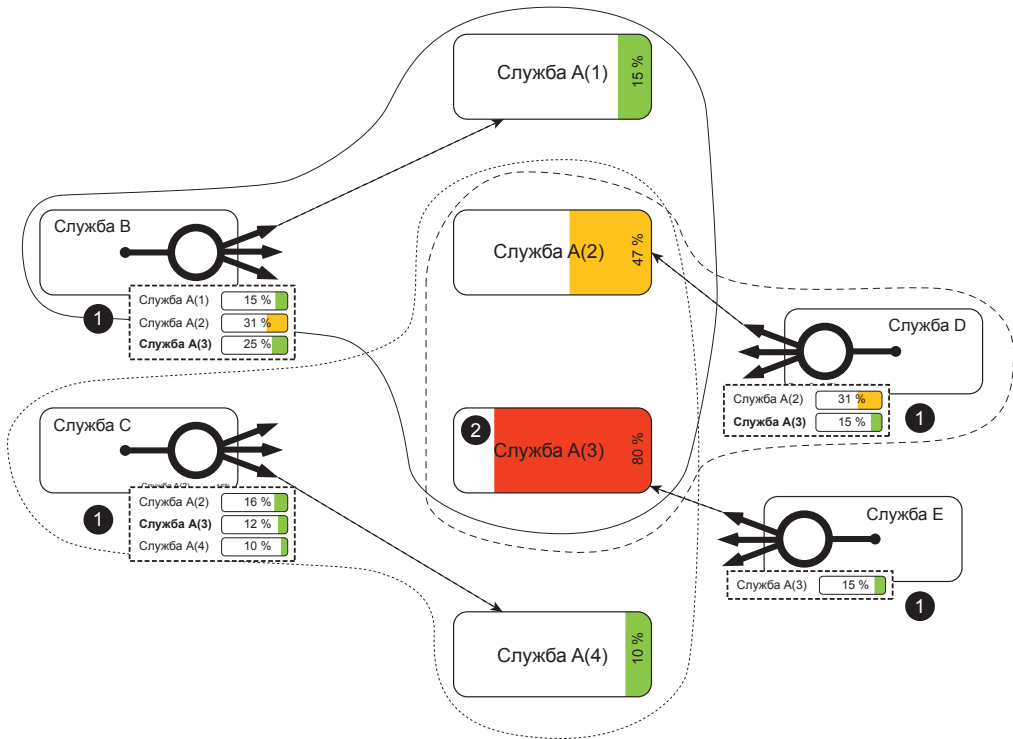 Служба A(1)
15 %
Служба B
Служба A(1) 15 %
Служба A(2) 31 %
Служба A(3) 25 %
1
Служба A(2)
47 %
Служба D
Служба A(2) 31 %
Служба A(3) 15 %
1
Служба C
Служба A(2) 16 %
Служба A(3) 12 %
Служба A(4) 10 %
1
2
Служба A(3)
80 %
Служба E
Служба A(3) 15 %
1
Служба A(4)
10 %